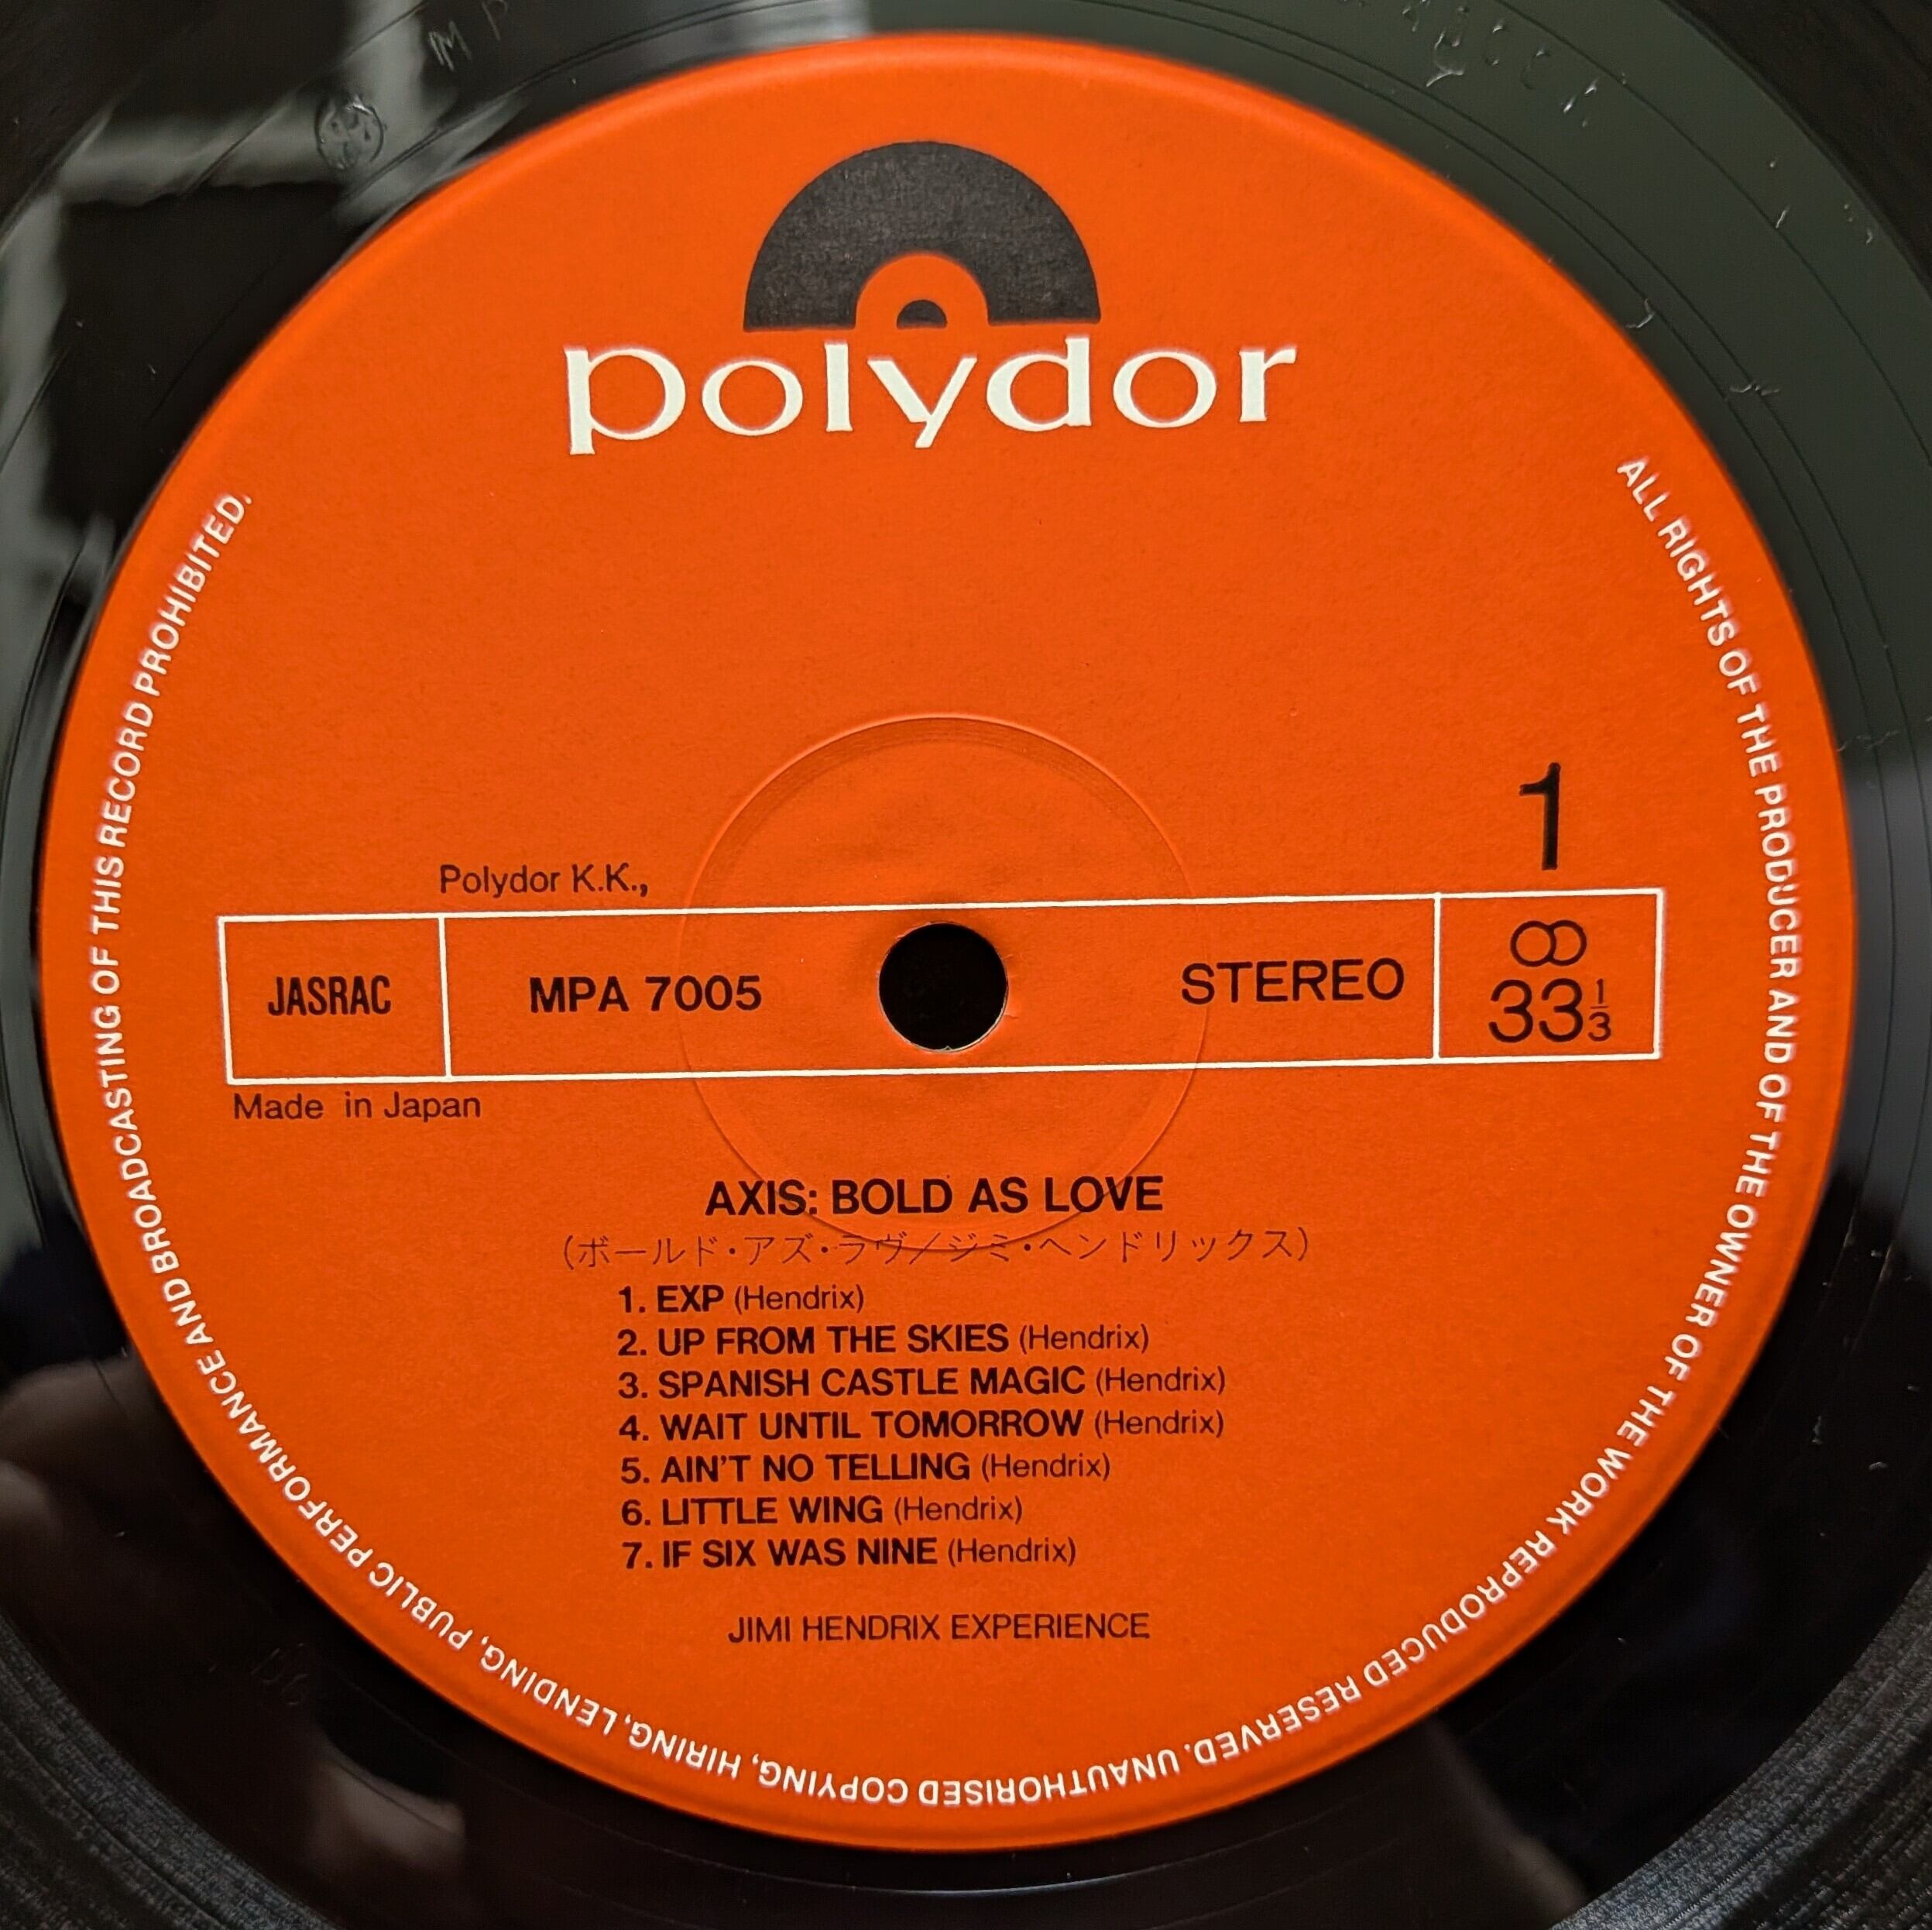 polydor
1
Polydor K.K.,
JASRAC
MPA 7005
STEREO
33 1/3
Made in Japan
AXIS: BOLD AS LOVE
(ボールド・アズ・ラヴ/ジミ・ヘンドリックス)
1. EXP (Hendrix)
2. UP FROM THE SKIES (Hendrix)
3. SPANISH CASTLE MAGIC (Hendrix)
4. WAIT UNTIL TOMORROW (Hendrix)
5. AIN'T NO TELLING (Hendrix)
6. LITTLE WING (Hendrix)
7. IF SIX WAS NINE (Hendrix)
JIMI HENDRIX EXPERIENCE
ALL RIGHTS OF THE PRODUCER AND OF THE OWNER OF THE WORK REPRODUCED RESERVED. UNAUTHORISED COPYING, HIRING, LENDING, PUBLIC PERFORMANCE AND BROADCASTING OF THIS RECORD PROHIBITED.